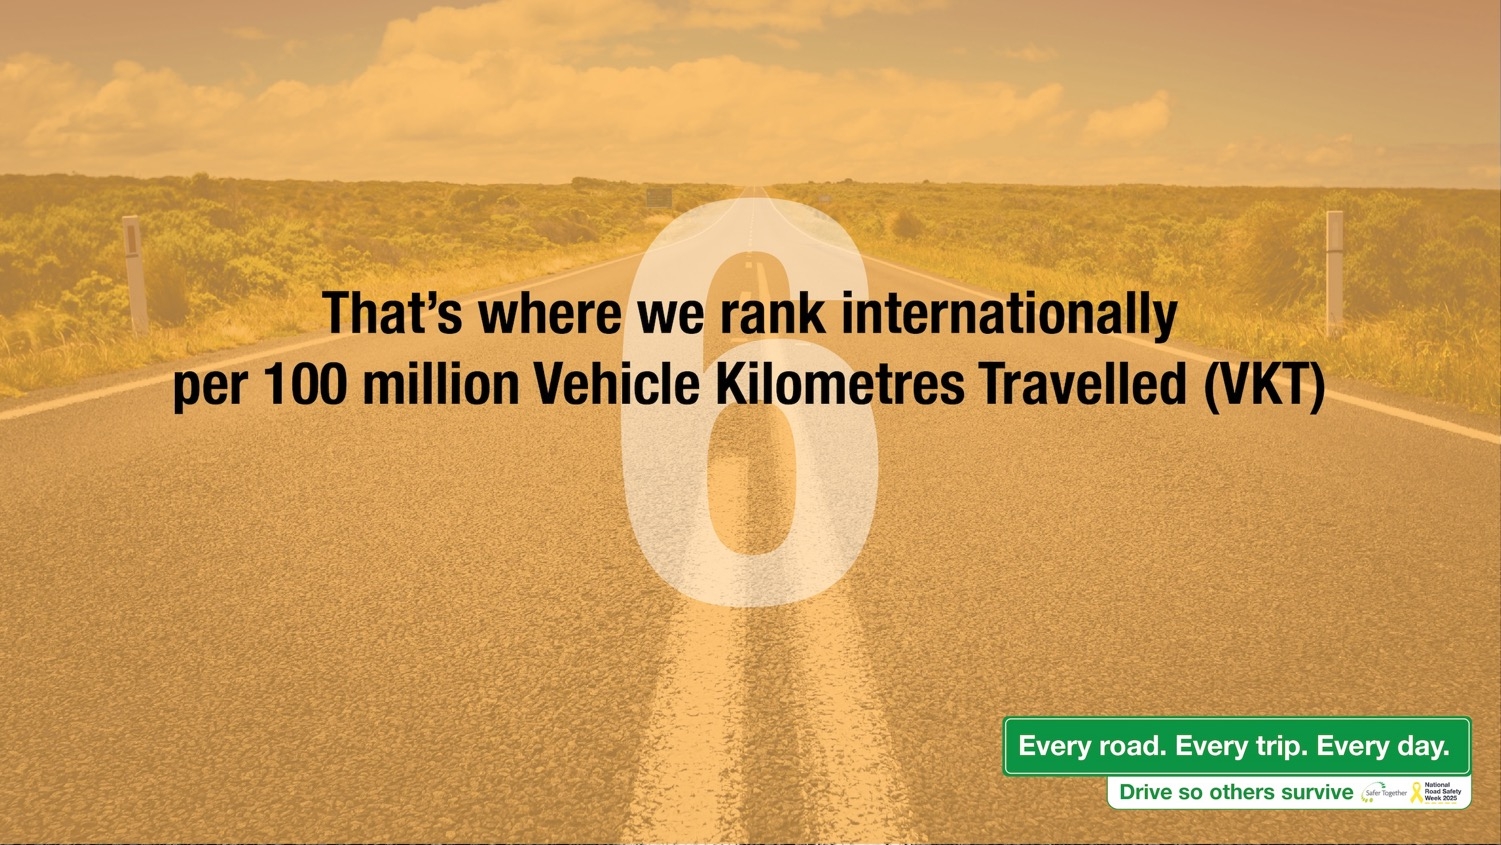 6
That’s where we rank internationally
per 100 million Vehicle Kilometres Travelled (VKT)
Every road. Every trip. Every day.
Drive so others survive
Safer Together
National
Road Safety
Week 2025